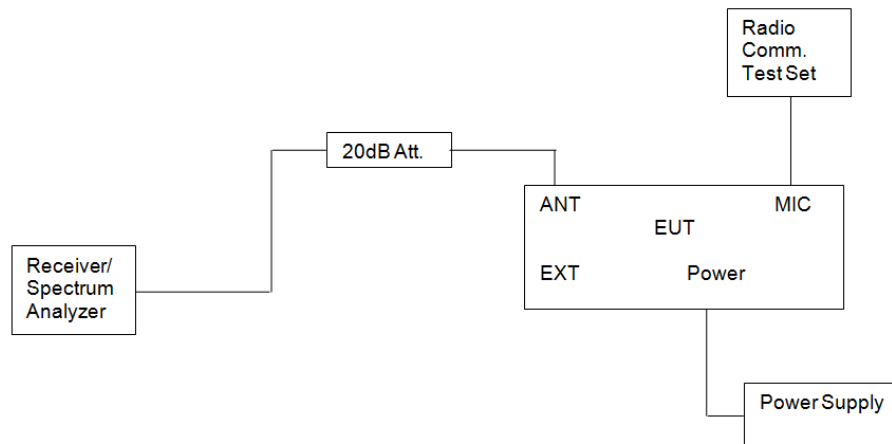 Radio
Comm.
Test Set
20dB Att.
ANT
MIC
EUT
EXT
Power
Receiver/
Spectrum
Analyzer
Power Supply